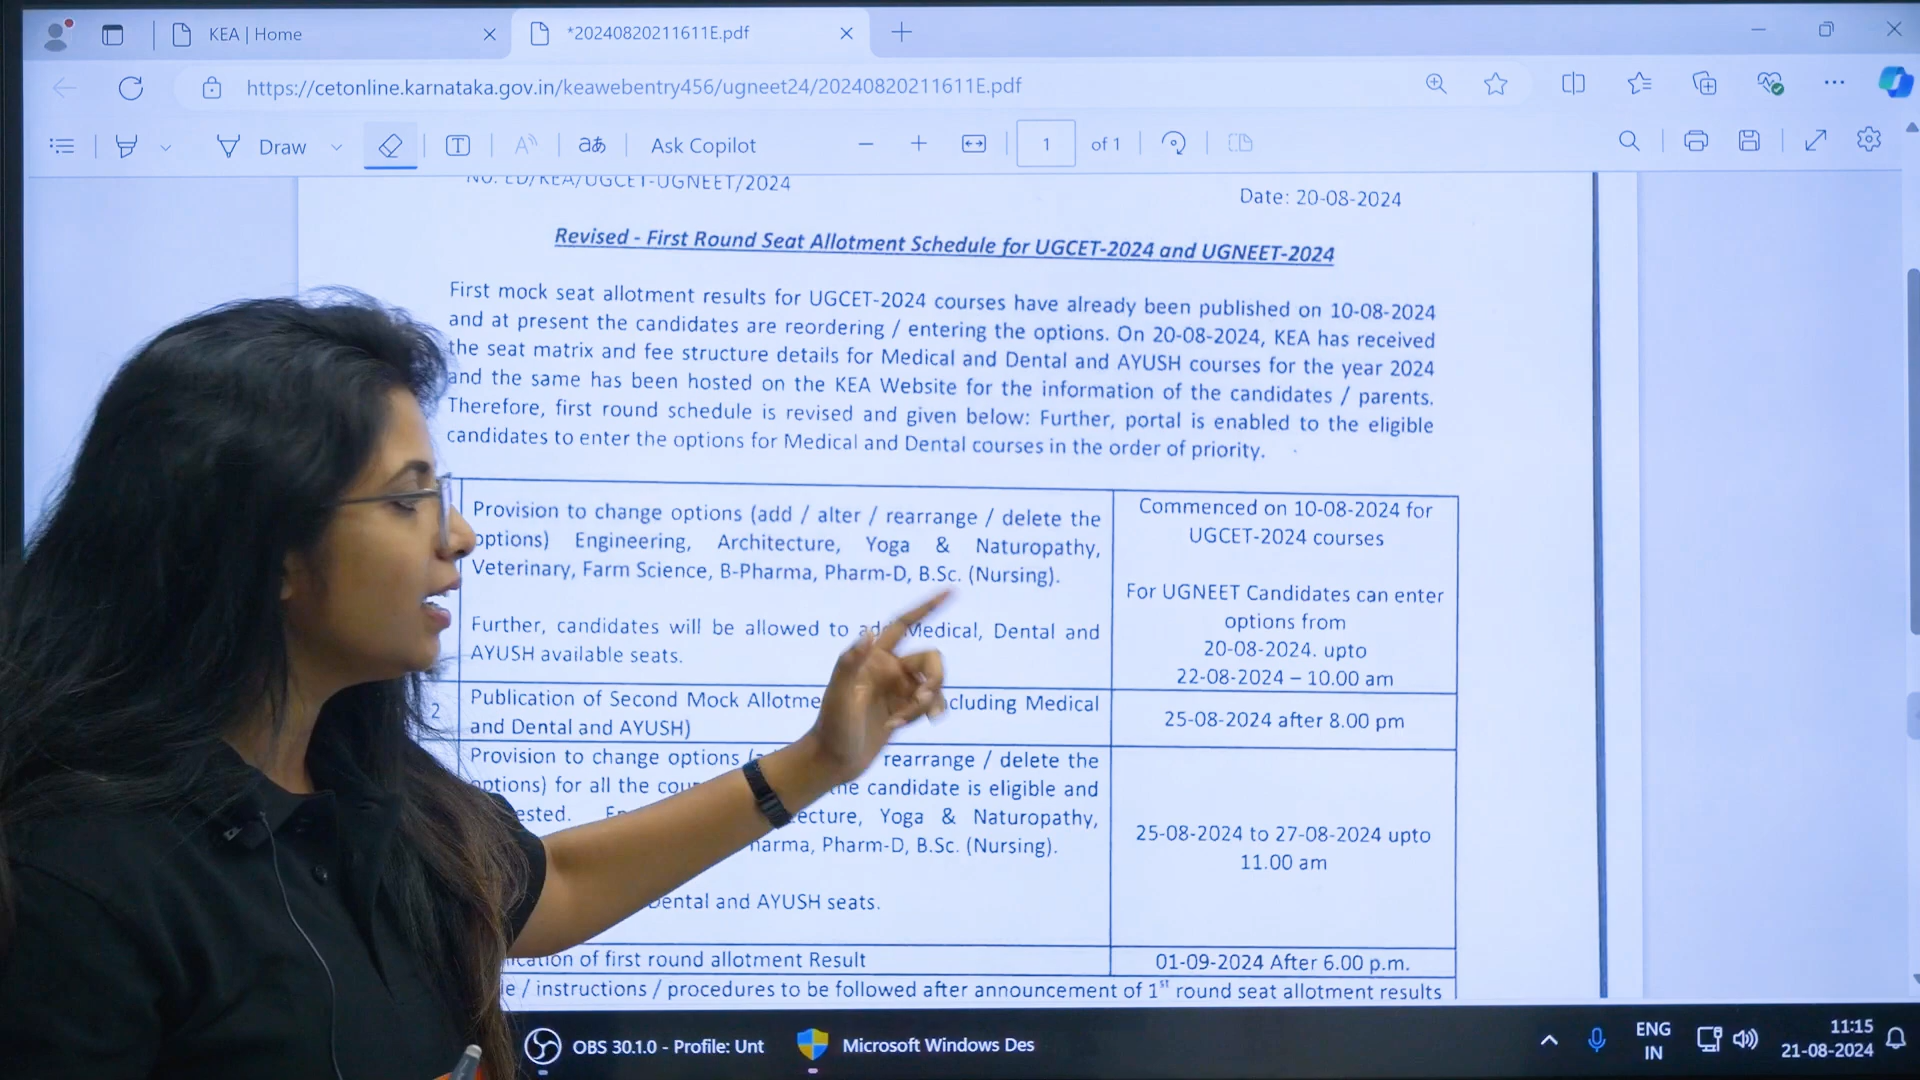 KEA | Home
*20240820211611E.pdf
https://cetonline.karnataka.gov.in/keawebentry456/ugneet24/20240820211611E.pdf
Draw
Ask Copilot
1 of 1
No. ED/KEA/UGCET-UGNEET/2024
Date: 20-08-2024
Revised - First Round Seat Allotment Schedule for UGCET-2024 and UGNEET-2024
First mock seat allotment results for UGCET-2024 courses have already been published on 10-08-2024
and at present the candidates are reordering / entering the options. On 20-08-2024, KEA has received
the seat matrix and fee structure details for Medical and Dental and AYUSH courses for the year 2024
and the same has been hosted on the KEA Website for the information of the candidates / parents.
Therefore, first round schedule is revised and given below: Further, portal is enabled to the eligible
candidates to enter the options for Medical and Dental courses in the order of priority.
Provision to change options (add / alter / rearrange / delete the
options) Engineering, Architecture, Yoga & Naturopathy,
Veterinary, Farm Science, B-Pharma, Pharm-D, B.Sc. (Nursing).
Further, candidates will be allowed to add Medical, Dental and
AYUSH available seats.
Commenced on 10-08-2024 for
UGCET-2024 courses
For UGNEET Candidates can enter
options from
20-08-2024. upto
22-08-2024 – 10.00 am
2
Publication of Second Mock Allotme cluding Medical
and Dental and AYUSH)
25-08-2024 after 8.00 pm
Provision to change options ( rearrange / delete the
options) for all the cou he candidate is eligible and
ested. En ecture, Yoga & Naturopathy,
harma, Pharm-D, B.Sc. (Nursing).
Dental and AYUSH seats.
25-08-2024 to 27-08-2024 upto
11.00 am
ication of first round allotment Result
01-09-2024 After 6.00 p.m.
le / instructions / procedures to be followed after announcement of 1st round seat allotment results
OBS 30.1.0 - Profile: Unt
Microsoft Windows Des
ENG
IN
11:15
21-08-2024